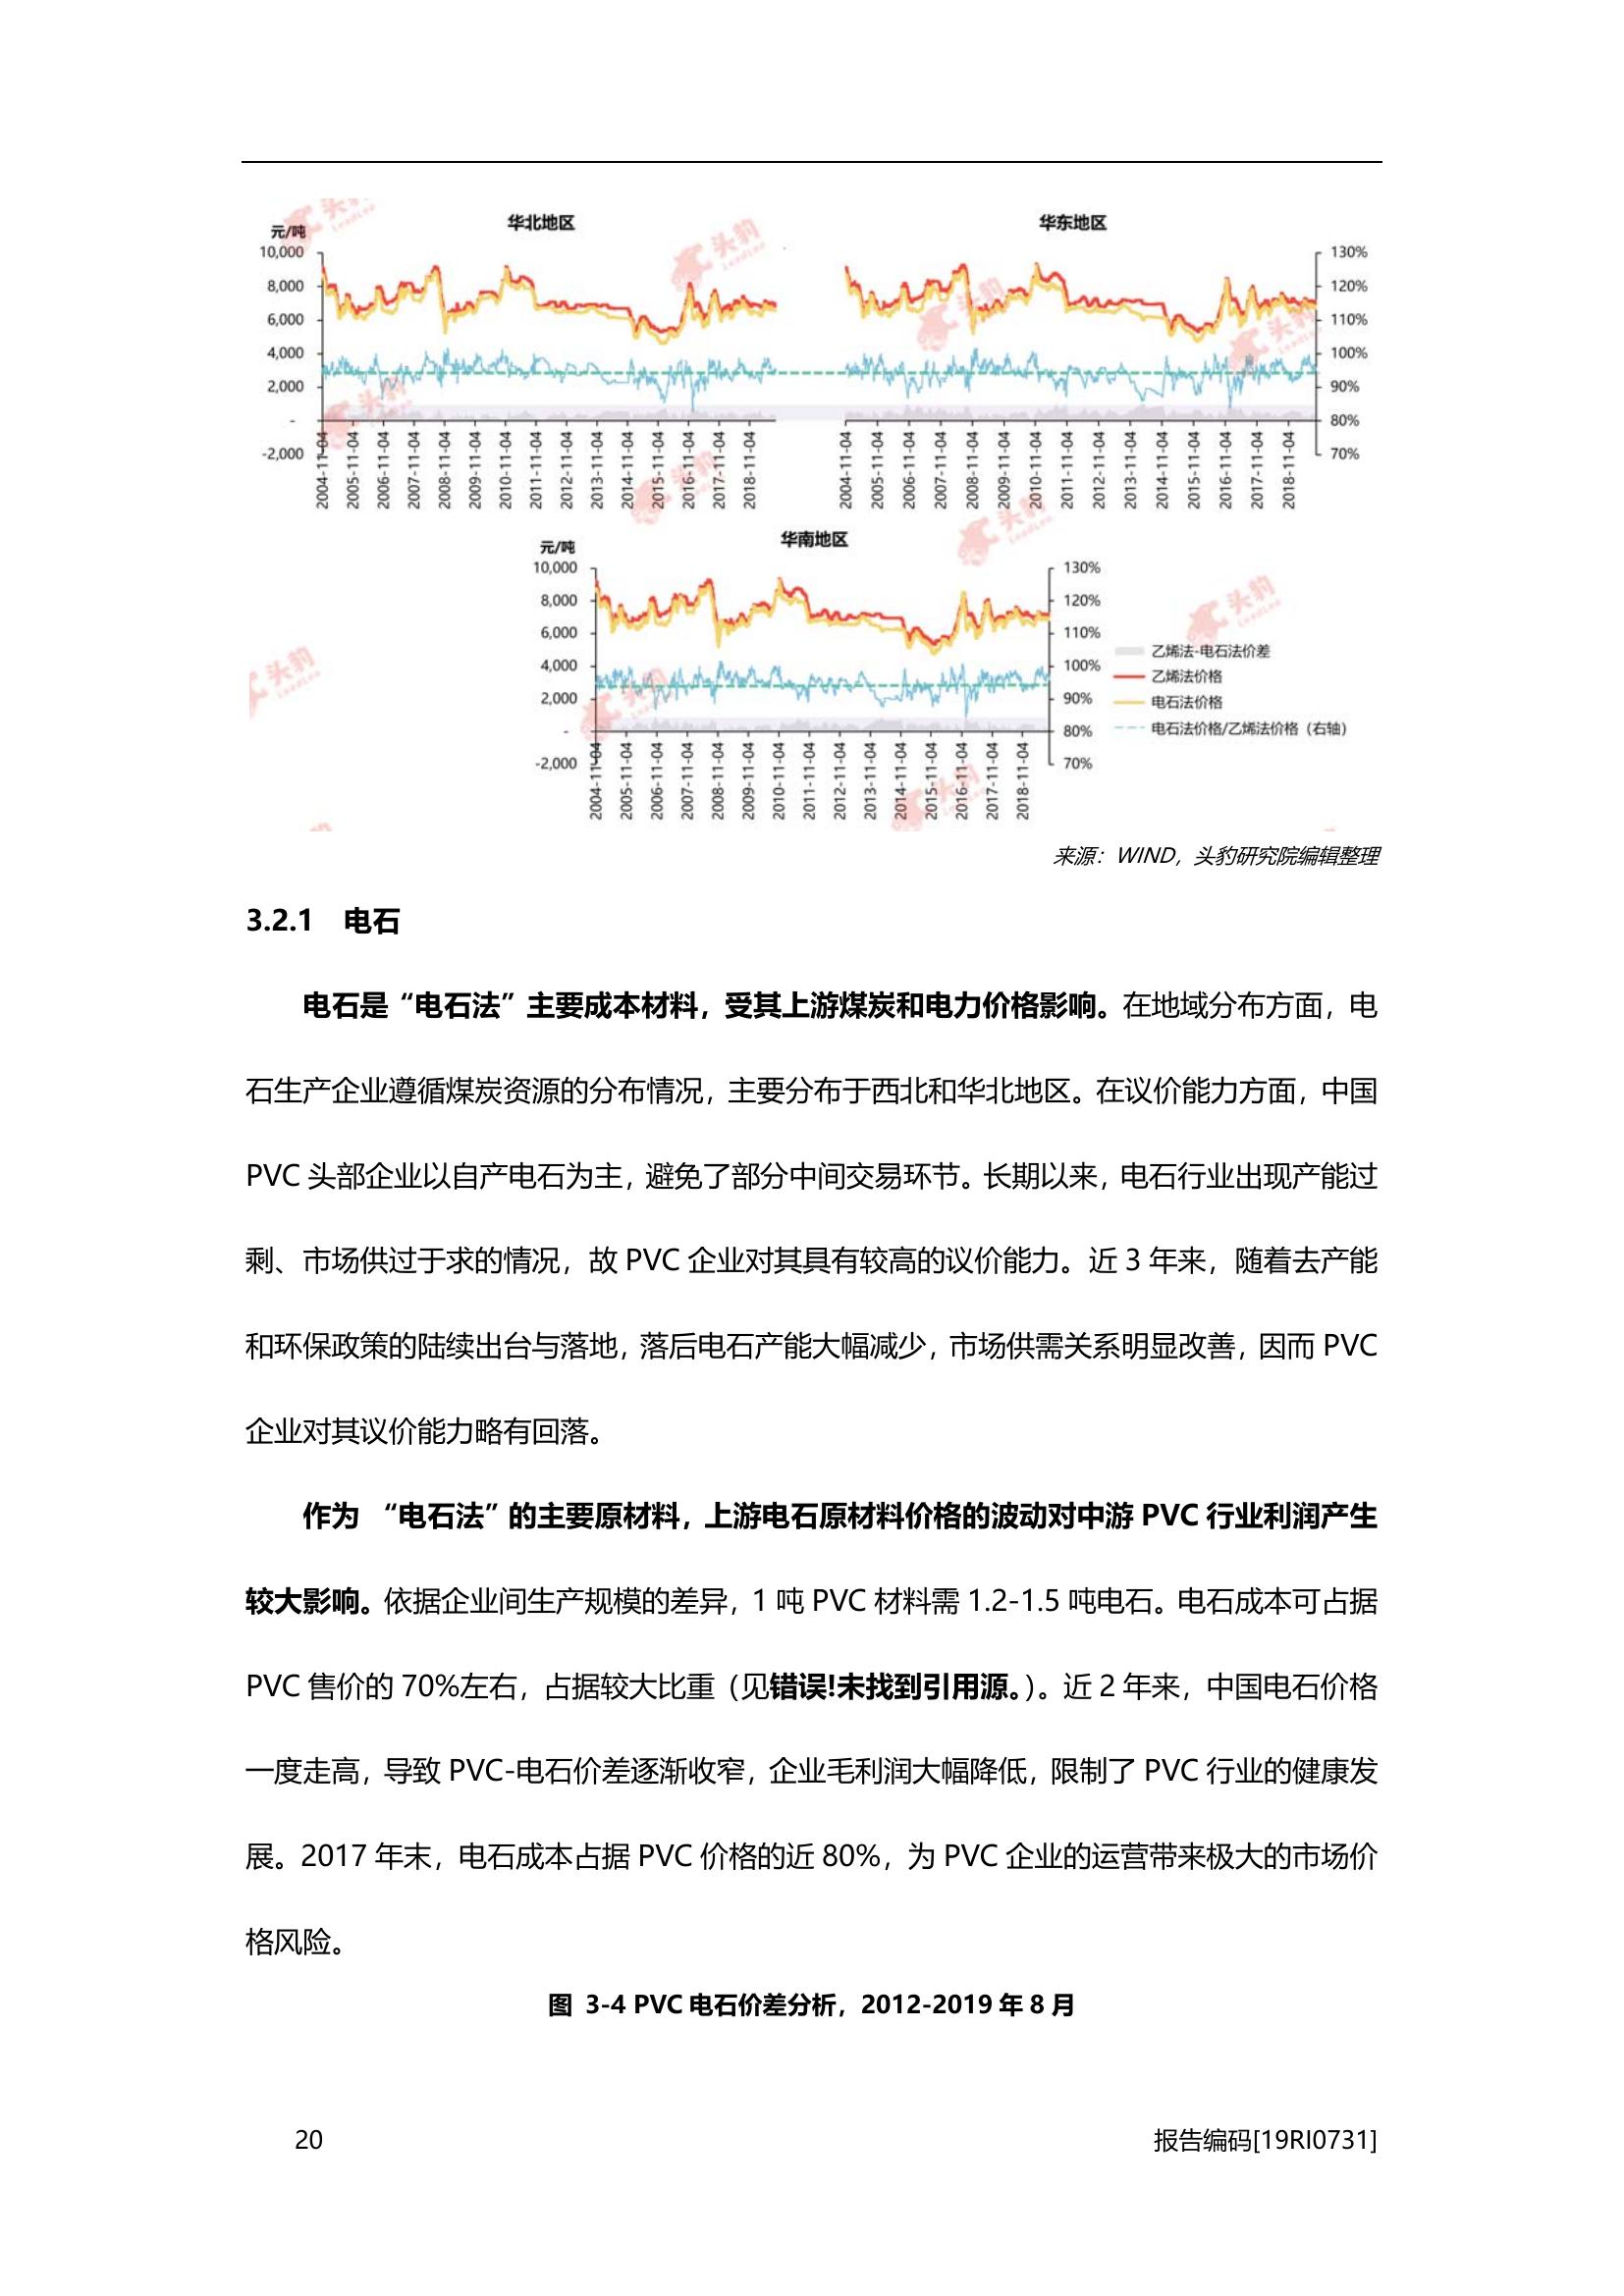 华北地区
元/吨
10,000
8,000
6,000
4,000
2,000
-
-2,000
2004-11-04
2005-11-04
2006-11-04
2007-11-04
2008-11-04
2009-11-04
2010-11-04
2011-11-04
2012-11-04
2013-11-04
2014-11-04
2015-11-04
2016-11-04
2017-11-04
2018-11-04
华东地区
130%
120%
110%
100%
90%
80%
70%
2004-11-04
2005-11-04
2006-11-04
2007-11-04
2008-11-04
2009-11-04
2010-11-04
2011-11-04
2012-11-04
2013-11-04
2014-11-04
2015-11-04
2016-11-04
2017-11-04
2018-11-04
华南地区
元/吨
10,000
8,000
6,000
4,000
2,000
-
-2,000
130%
120%
110%
100%
90%
80%
70%
2004-11-04
2005-11-04
2006-11-04
2007-11-04
2008-11-04
2009-11-04
2010-11-04
2011-11-04
2012-11-04
2013-11-04
2014-11-04
2015-11-04
2016-11-04
2017-11-04
2018-11-04
乙烯法-电石法价差
乙烯法价格
电石法价格
电石法价格/乙烯法价格（右轴）
头豹
LeadLeo
来源：WIND，头豹研究院编辑整理
3.2.1 电石
电石是“电石法”主要成本材料，受其上游煤炭和电力价格影响。在地域分布方面，电
石生产企业遵循煤炭资源的分布情况，主要分布于西北和华北地区。在议价能力方面，中国
PVC 头部企业以自产电石为主，避免了部分中间交易环节。长期以来，电石行业出现产能过
剩、市场供过于求的情况，故 PVC 企业对其具有较高的议价能力。近 3 年来，随着去产能
和环保政策的陆续出台与落地，落后电石产能大幅减少，市场供需关系明显改善，因而 PVC
企业对其议价能力略有回落。
作为 “电石法”的主要原材料，上游电石原材料价格的波动对中游 PVC 行业利润产生
较大影响。依据企业间生产规模的差异，1 吨 PVC 材料需 1.2-1.5 吨电石。电石成本可占据
PVC 售价的 70%左右，占据较大比重（见错误!未找到引用源。）。近 2 年来，中国电石价格
一度走高，导致 PVC-电石价差逐渐收窄，企业毛利润大幅降低，限制了 PVC 行业的健康发
展。2017 年末，电石成本占据 PVC 价格的近 80%，为 PVC 企业的运营带来极大的市场价
格风险。
图 3-4 PVC 电石价差分析，2012-2019 年 8 月
20
报告编码[19RI0731]